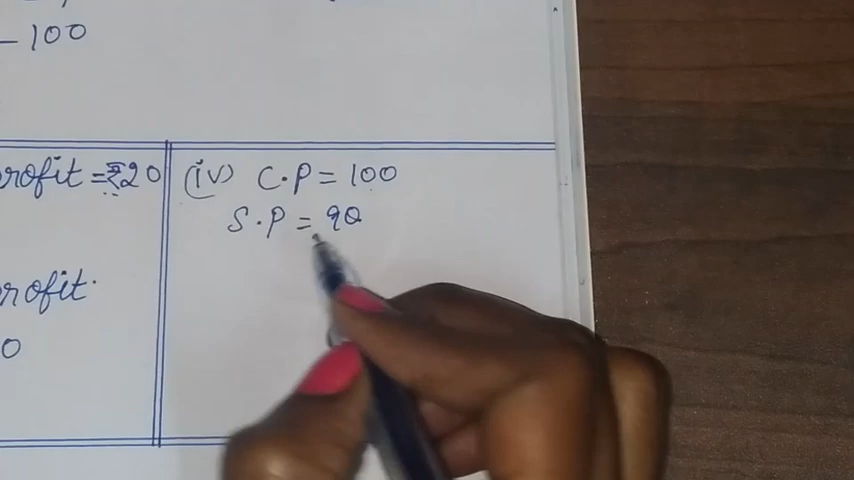 - 100
rofit = ₹20
(iv) C.P = 100
S.P = 90
rofit.
0